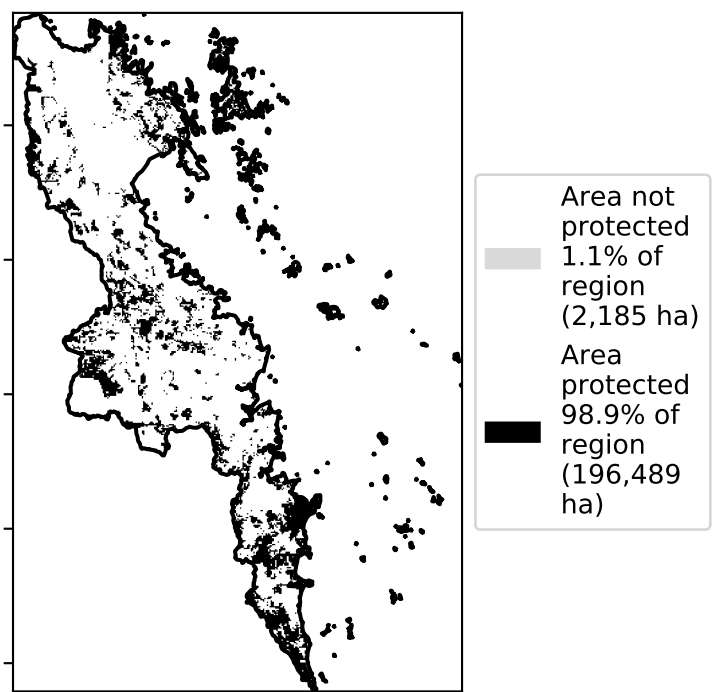 Area not
protected
1.1% of
region
(2,185 ha)
Area
protected
98.9% of
region
(196,489
ha)